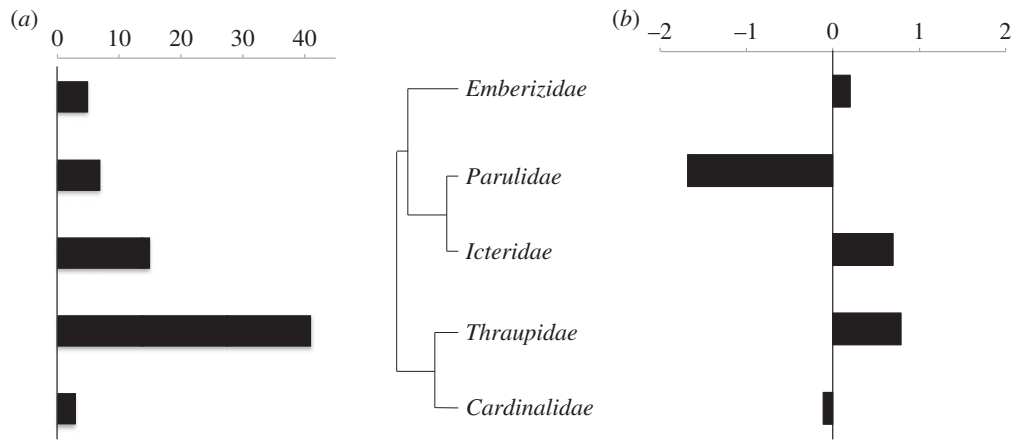 (a)
0 10 20 30 40
(b)
−2 −1 0 1 2
Emberizidae
Parulidae
Icteridae
Thraupidae
Cardinalidae